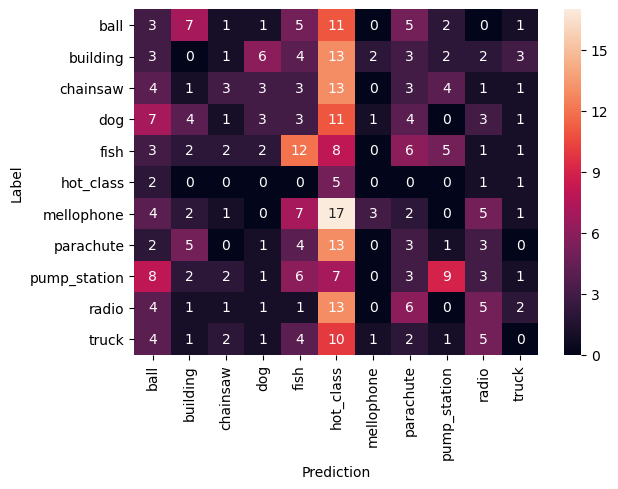 ball 3 7 1 1 5 11 0 5 2 0 1
building 3 0 1 6 4 13 2 3 2 2 3
chainsaw 4 1 3 3 3 13 0 3 4 1 1
dog 7 4 1 3 3 11 1 4 0 3 1
fish 3 2 2 2 12 8 0 6 5 1 1
hot_class 2 0 0 0 0 5 0 0 0 1 1
mellophone 4 2 1 0 7 17 3 2 0 5 1
parachute 2 5 0 1 4 13 0 3 1 3 0
pump_station 8 2 2 1 6 7 0 3 9 3 1
radio 4 1 1 1 1 13 0 6 0 5 2
truck 4 1 2 1 4 10 1 2 1 5 0
ball building chainsaw dog fish hot_class mellophone parachute pump_station radio truck
Prediction
Label
15
12
9
6
3
0